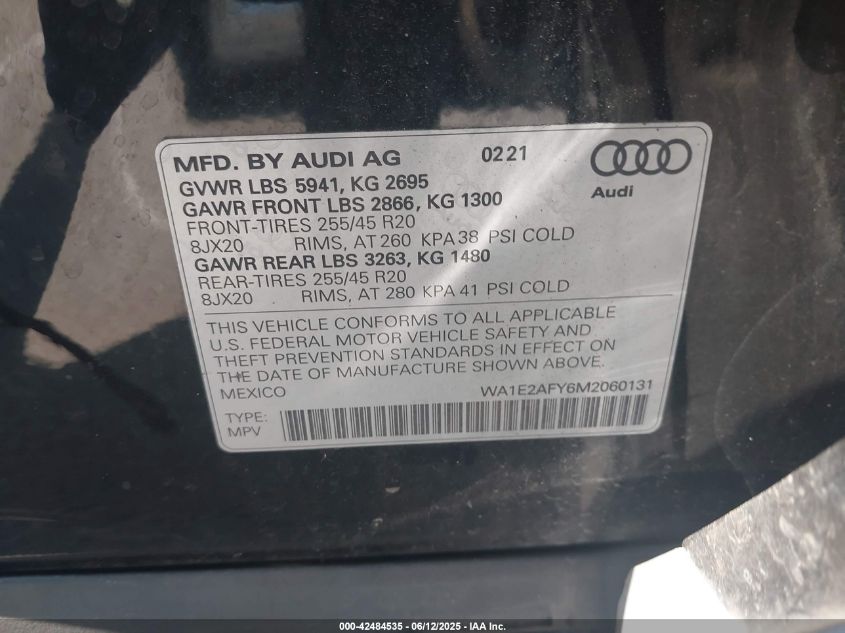 MFD. BY AUDI AG 0221
Audi
GVWR LBS 5941, KG 2695
GAWR FRONT LBS 2866, KG 1300
FRONT-TIRES 255/45 R20
8JX20 RIMS, AT 260 KPA 38 PSI COLD
GAWR REAR LBS 3263, KG 1480
REAR-TIRES 255/45 R20
8JX20 RIMS, AT 280 KPA 41 PSI COLD
THIS VEHICLE CONFORMS TO ALL APPLICABLE
U.S. FEDERAL MOTOR VEHICLE SAFETY AND
THEFT PREVENTION STANDARDS IN EFFECT ON
THE DATE OF MANUFACTURE SHOWN ABOVE.
MEXICO WA1E2AFY6M2060131
TYPE:
MPV
000-42484535 - 06/12/2025 - IAA Inc.